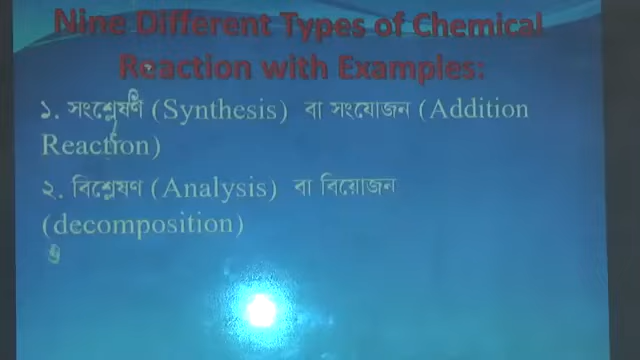 Nine Different Types of Chemical
Reaction with Examples:
১. সংশ্লেষণ (Synthesis) বা সংযোজন (Addition
Reaction)
২. বিশ্লেষণ (Analysis) বা বিয়োজন
(decomposition)